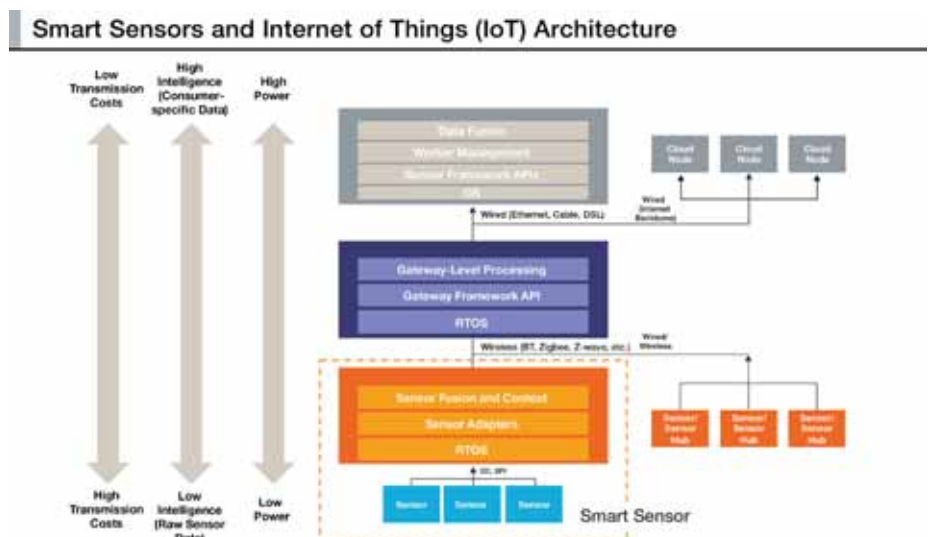 Smart Sensors and Internet of Things (IoT) Architecture
Low
Transmission
Costs
High
Intelligence
(Consumer-
specific Data)
High
Power
High
Transmission
Costs
Low
Intelligence
(Raw Sensor
Data)
Low
Power
Data Fusion
Worker Management
Sensor Framework APIs
OS
Wired (Ethernet, Cable, DSL)
Wired
(Internet
Backbone)
Cloud
Node
Cloud
Node
Cloud
Node
Gateway-Level Processing
Gateway Framework API
RTOS
Wireless (BT, Zigbee, Z-wave, etc.)
Wired/
Wireless
Sensor Fusion and Context
Sensor Adapters
RTOS
Sensor/
Sensor
Hub
Sensor/
Sensor
Hub
Sensor/
Sensor
Hub
SPI
Sensor
Sensor
Sensor
Smart Sensor